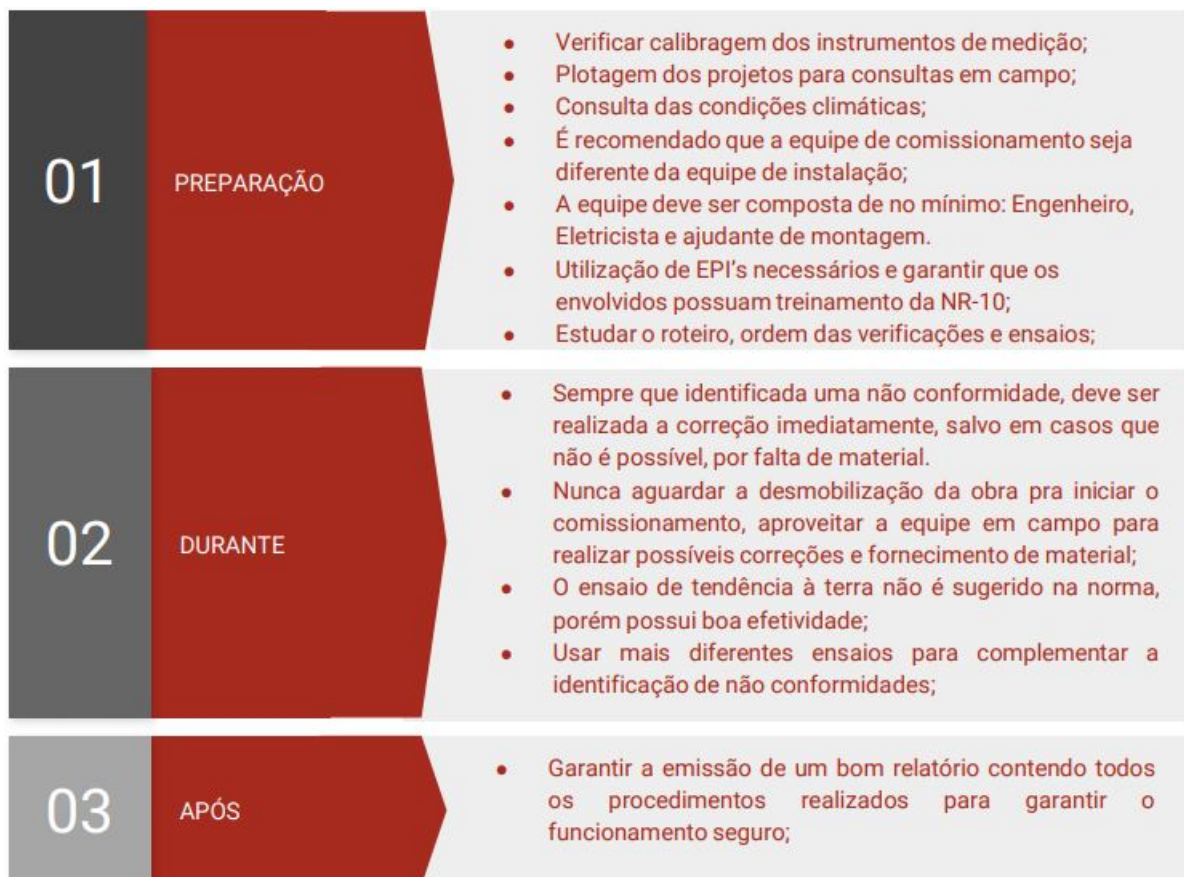 01
PREPARAÇÃO
● Verificar calibragem dos instrumentos de medição;
● Plotagem dos projetos para consultas em campo;
● Consulta das condições climáticas;
● É recomendado que a equipe de comissionamento seja
diferente da equipe de instalação;
● A equipe deve ser composta de no mínimo: Engenheiro,
Eletricista e ajudante de montagem.
● Utilização de EPI's necessários e garantir que os
envolvidos possuam treinamento da NR-10;
● Estudar o roteiro, ordem das verificações e ensaios;
02
DURANTE
● Sempre que identificada uma não conformidade, deve ser
realizada a correção imediatamente, salvo em casos que
não é possível, por falta de material.
● Nunca aguardar a desmobilização da obra pra iniciar o
comissionamento, aproveitar a equipe em campo para
realizar possíveis correções e fornecimento de material;
● O ensaio de tendência à terra não é sugerido na norma,
porém possui boa efetividade;
● Usar mais diferentes ensaios para complementar a
identificação de não conformidades;
03
APÓS
● Garantir a emissão de um bom relatório contendo todos
os procedimentos realizados para garantir o
funcionamento seguro;